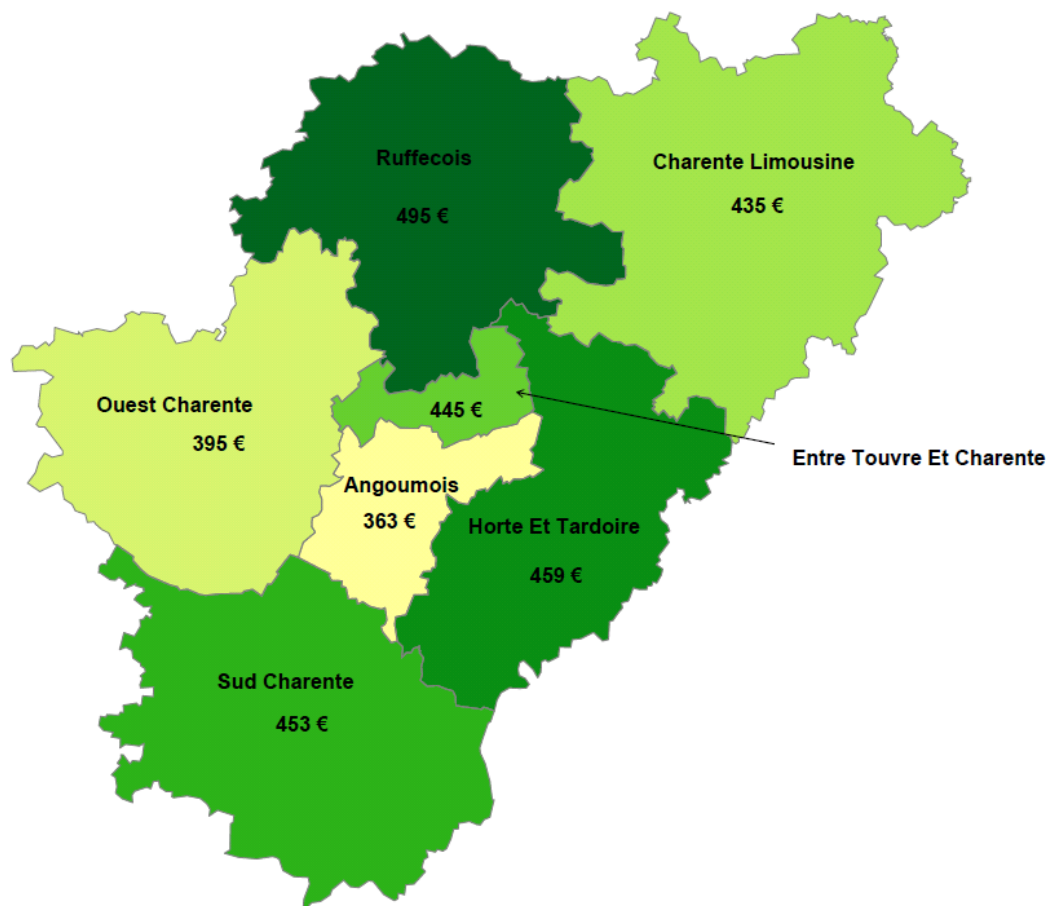 Ruffecois
495 €
Charente Limousine
435 €
Ouest Charente
395 €
445 €
Entre Touvre Et Charente
Angoumois
363 €
Horte Et Tardoire
459 €
Sud Charente
453 €